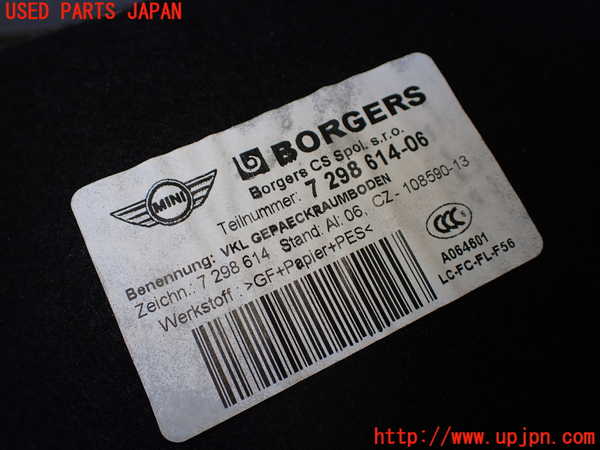 USED PARTS JAPAN
BORGERS
Borgers CS Spol. s.r.o.
MINI
Teilnummer: 7 298 614-06
Benennung: VKL GEPAECKRAUMBODEN
Zeichn.: 7 298 614 Stand: AI: 06, CZ - 108590-13
Werkstoff : >GF+Papier+PES<
CCC
A064601
LC-FC-FL-F56
http://www.upjpn.com/